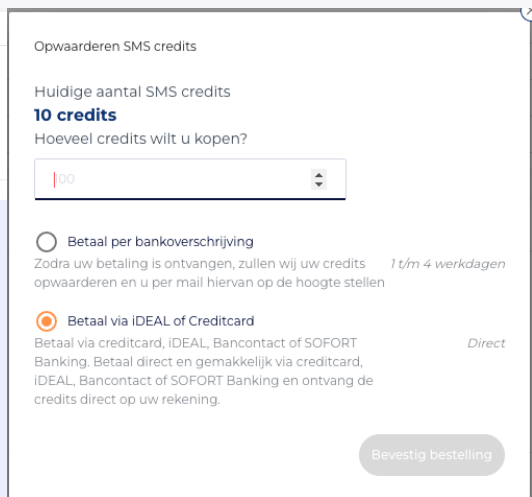 Opwaarderen SMS credits
Huidige aantal SMS credits
10 credits
Hoeveel credits wilt u kopen?
100
Betaal per bankoverschrijving
Zodra uw betaling is ontvangen, zullen wij uw credits 1 t/m 4 werkdagen
opwaarderen en u per mail hiervan op de hoogte stellen
Betaal via iDEAL of Creditcard
Betaal via creditcard, iDEAL, Bancontact of SOFORT Direct
Banking. Betaal direct en gemakkelijk via creditcard,
iDEAL, Bancontact of SOFORT Banking en ontvang de
credits direct op uw rekening.
Bevestig bestelling